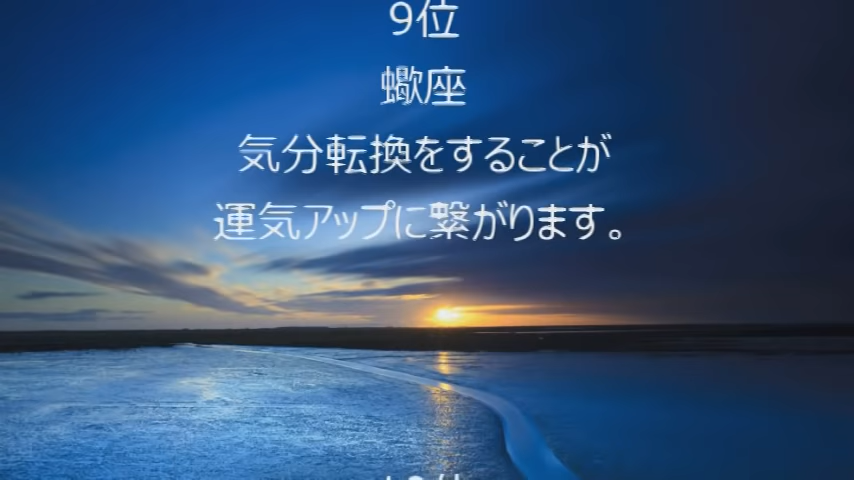 9位
蠍座
気分転換をすることが
運気アップに繋がります。